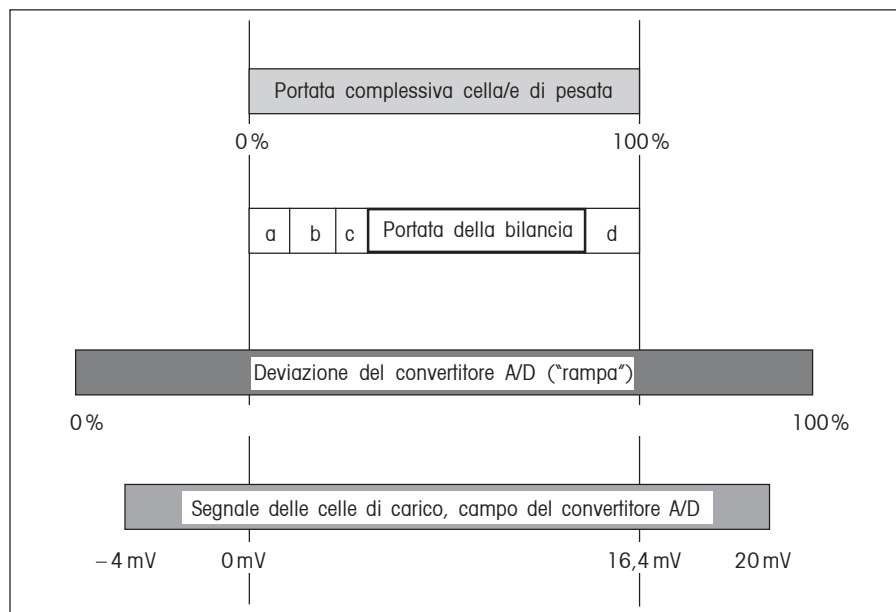 Portata complessiva cella/e di pesata
0 % 100 %
a b c Portata della bilancia d
Deviazione del convertitore A/D (“rampa”)
0 % 100 %
Segnale delle celle di carico, campo del convertitore A/D
– 4 mV 0 mV 16,4 mV 20 mV